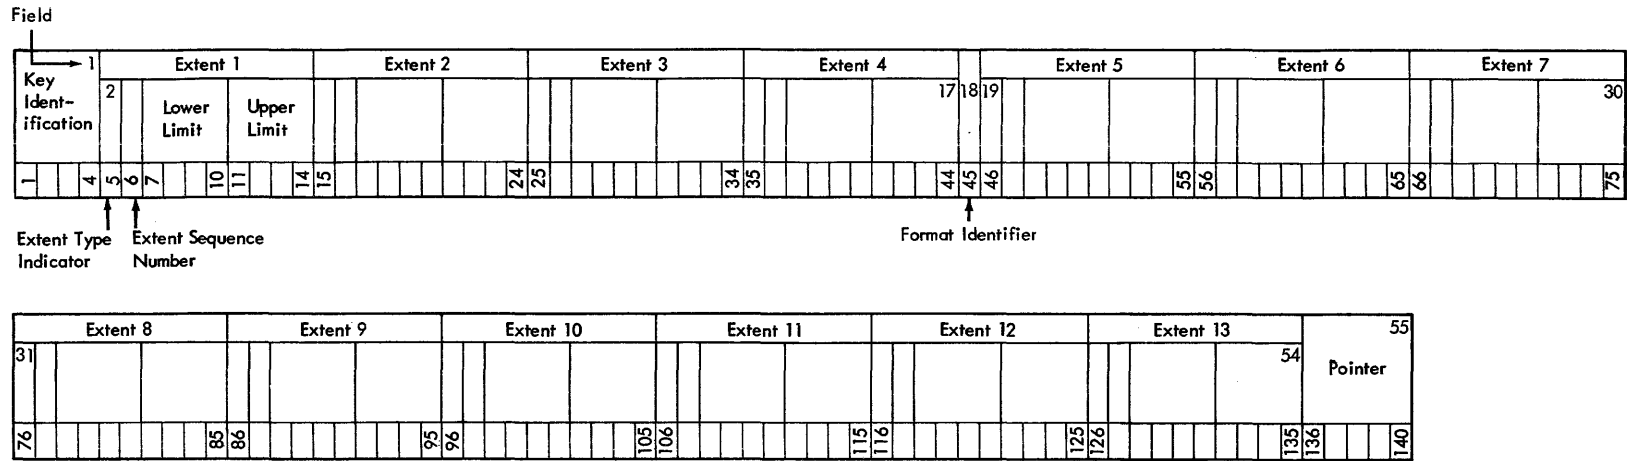 Field
1 Extent 1 Extent 2 Extent 3 Extent 4 Extent 5 Extent 6 Extent 7
Key 2 17 18 19 30
Ident- Lower Upper
ification Limit Limit
1 4 5 6 7 10 11 14 15 24 25 34 35 44 45 46 55 56 65 66 75
Extent Type Extent Sequence Format Identifier
Indicator Number
Extent 8 Extent 9 Extent 10 Extent 11 Extent 12 Extent 13 55
31 54
Pointer
76 85 86 95 96 105 106 115 116 125 126 135 136 140